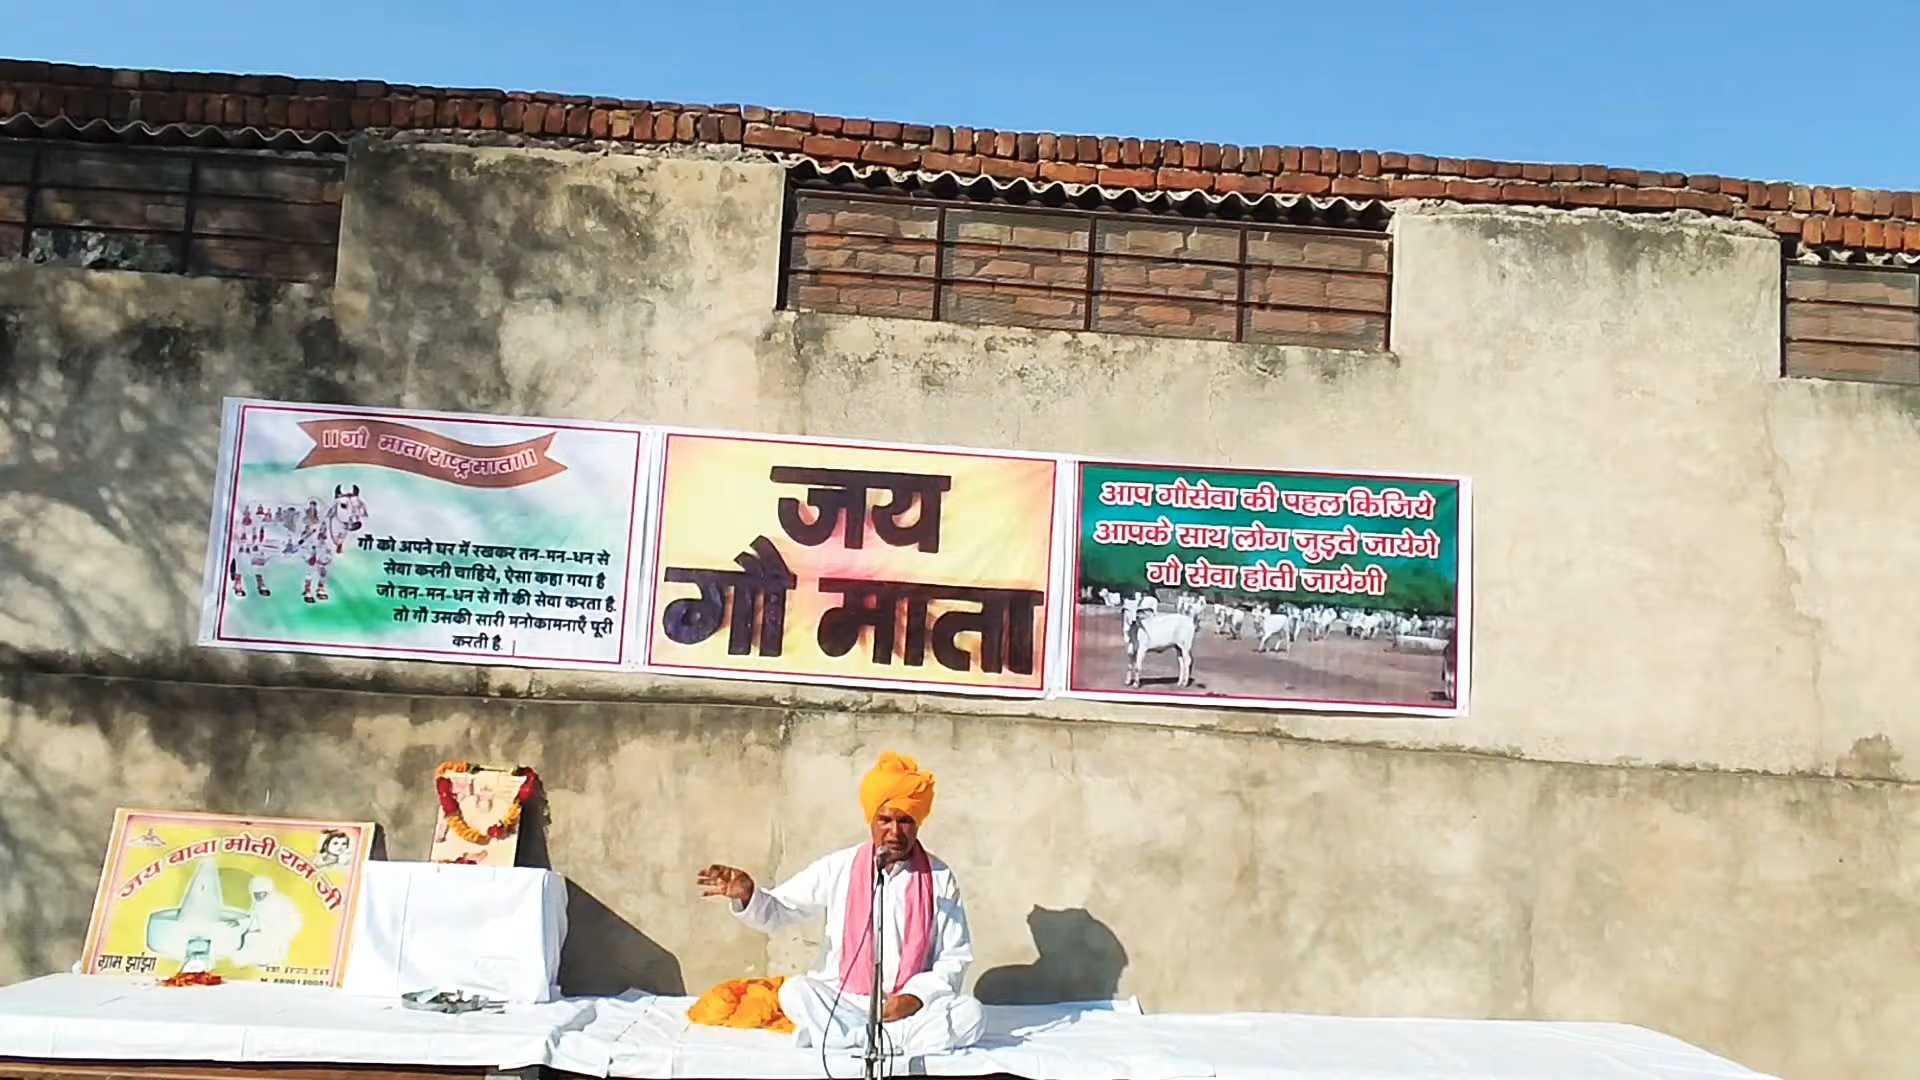 ॥गौ माता राष्ट्रमाता॥
गौ को अपने घर में रखकर तन-मन-धन से
सेवा करनी चाहिये, ऐसा कहा गया है
जो तन-मन-धन से गौ की सेवा करता है.
तो गौ उसकी सारी मनोकामनाएँ पूरी
करती है.
जय
गौ माता
आप गौसेवा की पहल किजिये
आपके साथ लोग जुड़ते जायेगे
गौ सेवा होती जायेगी
जय बाबा मोती राम जी
ग्राम झांझा